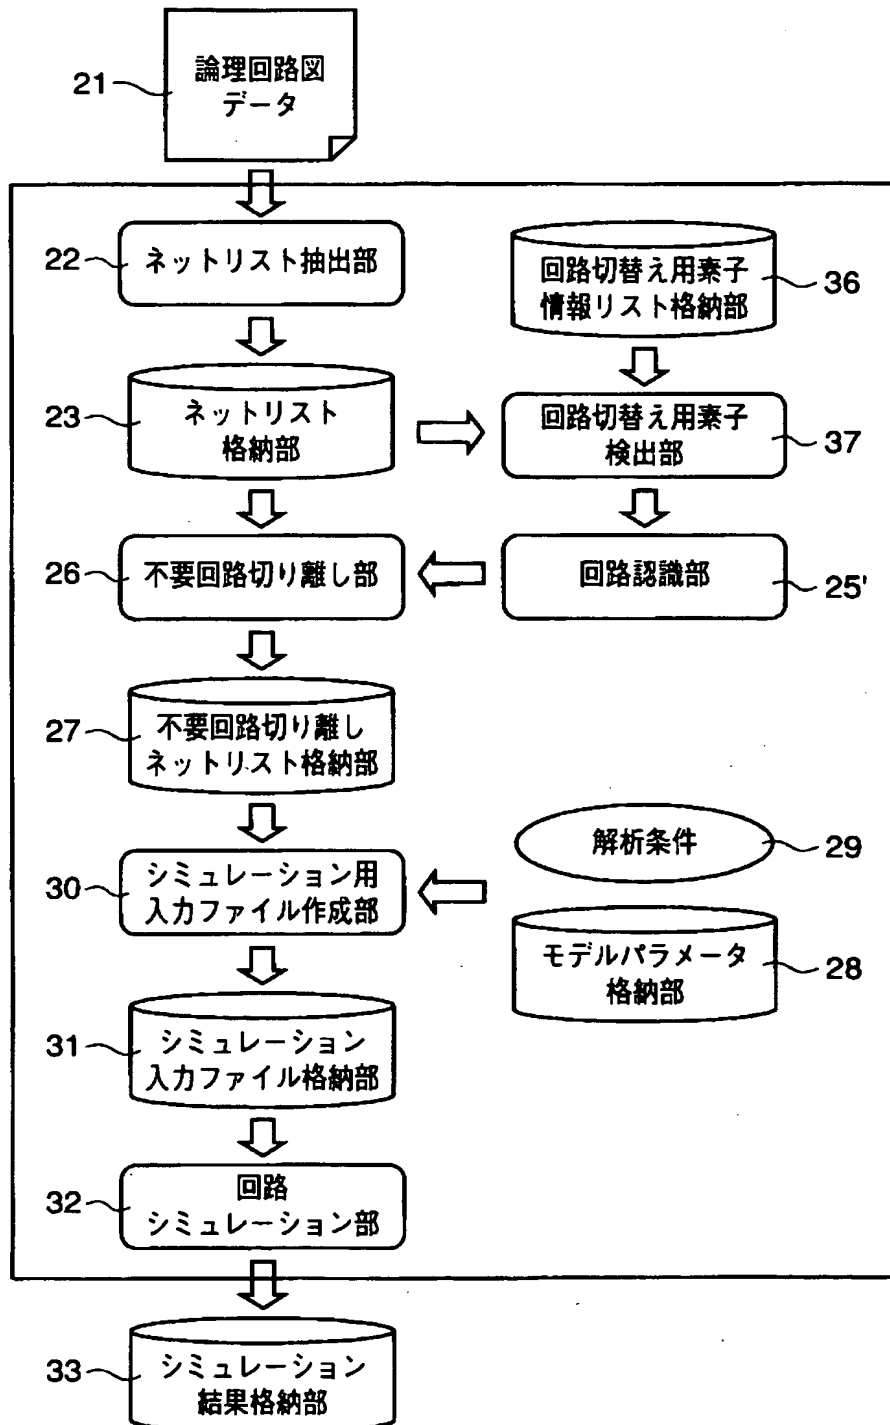 21
論理回路図
データ
22
ネットリスト抽出部
回路切替え用素子
情報リスト格納部
36
23
ネットリスト
格納部
回路切替え用素子
検出部
37
26
不要回路切り離し部
回路認識部
25'
27
不要回路切り離し
ネットリスト格納部
解析条件
29
30
シミュレーション用
入力ファイル作成部
モデルパラメータ
格納部
28
31
シミュレーション
入力ファイル格納部
32
回路
シミュレーション部
33
シミュレーション
結果格納部